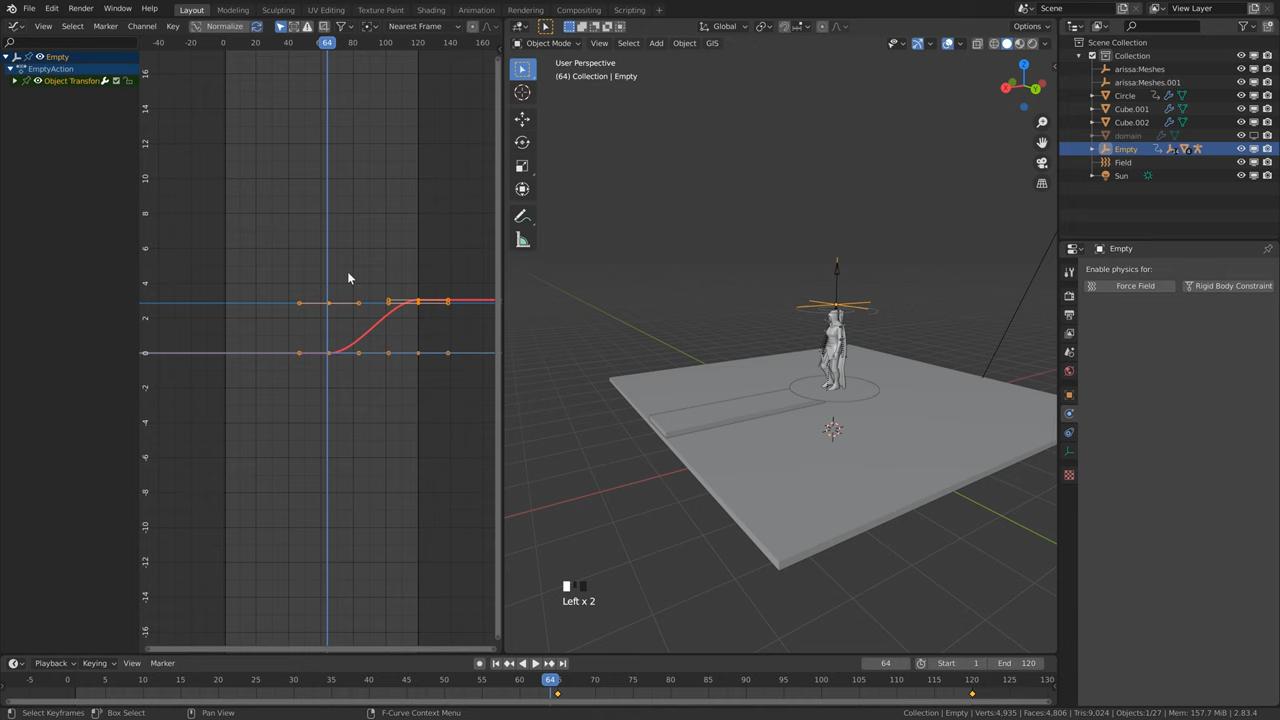 File Edit Render Window Help Layout Modeling Sculpting UV Editing Texture Paint Shading Animation Rendering Compositing Scripting Scene View Layer
View Select Marker Channel Key Normalize Nearest Frame Global Options
-40 0 20 40 64 80 100 120 140 160
Object Mode View Select Add Object GIS
Scene Collection
Collection
arissa:Meshes
arissa:Meshes.001
Circle
Cube.001
Cube.002
domain
Empty
Field
Sun
Empty
EmptyAction
Object Transforn
User Perspective
(64) Collection | Empty
X
Y
Z
16
14
12
10
8
6
4
2
0
-2
-4
-6
-8
-10
-12
-14
-16
Left x 2
Empty
Enable physics for:
Force Field Rigid Body Constraint
Playback Keying View Marker 64 Start 1 End 120
-5 0 5 10 15 20 25 30 35 40 45 50 55 60 64 70 75 80 85 90 95 100 105 110 115 120 125 130
Select Keyframes Box Select Pan View F-Curve Context Menu Collection | Empty | Verts:4,935 | Faces:4,806 | Tris:9,024 | Objects:1/27 | Mem: 157.7 MiB | 2.83.4